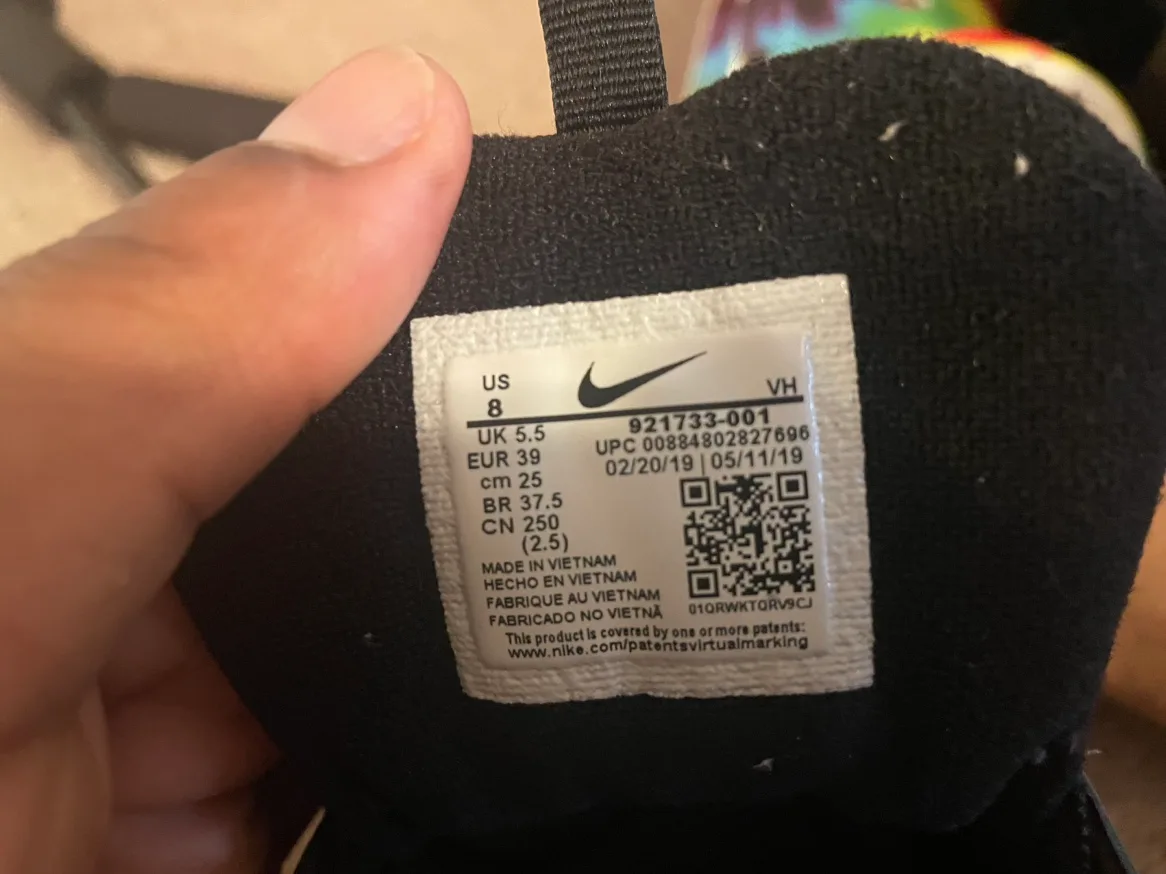 US
8
VH
921733-001
UPC 00884802827696
02/20/19 | 05/11/19
UK 5.5
EUR 39
cm 25
BR 37.5
CN 250
(2.5)
MADE IN VIETNAM
HECHO EN VIETNAM
FABRIQUE AU VIETNAM
FABRICADO NO VIETNÃ
01QRWKTQRV9CJ
This product is covered by one or more patents:
www.nike.com/patentsvirtualmarking